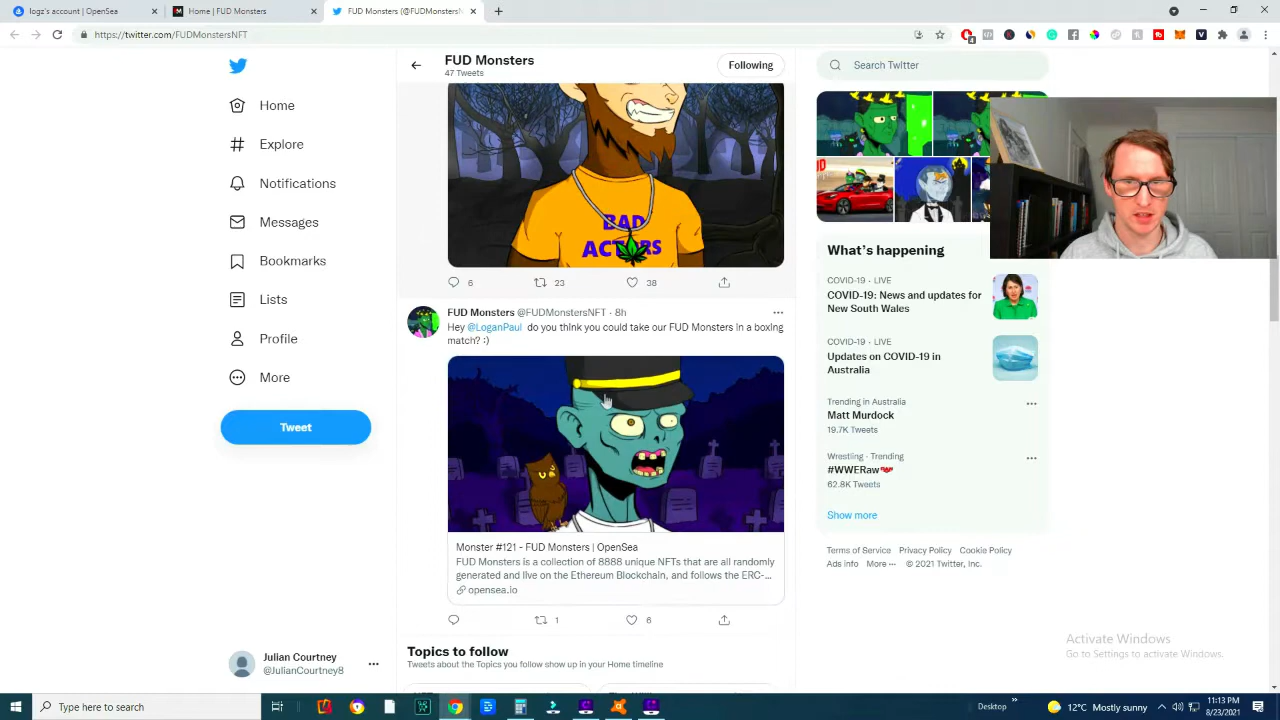 logz's account | OpenSea
Home | FUD Monsters
FUD Monsters (@FUDMonstersN
https://twitter.com/FUDMonstersNFT
4
Home
Explore
Notifications
Messages
Bookmarks
Lists
Profile
More
Tweet
Julian Courtney
@JulianCourtney8
FUD Monsters
47 Tweets
Following
BAD
ACTORS
6
23
38
FUD Monsters @FUDMonstersNFT · 8h
Hey @LoganPaul do you think you could take our FUD Monsters in a boxing
match? :)
Monster #121 - FUD Monsters | OpenSea
FUD Monsters is a collection of 8888 unique NFTs that are all randomly
generated and live on the Ethereum Blockchain, and follows the ERC-...
opensea.io
1
6
Topics to follow
Tweets about the Topics you follow show up in your Home timeline
Search Twitter
What's happening
COVID-19 · LIVE
COVID-19: News and updates for
New South Wales
COVID-19 · LIVE
Updates on COVID-19 in
Australia
Trending in Australia
Matt Murdock
19.7K Tweets
Wrestling · Trending
#WWERaw
62.8K Tweets
Show more
Terms of Service Privacy Policy Cookie Policy
Ads info More ··· © 2021 Twitter, Inc.
Activate Windows
Go to Settings to activate Windows.
Type here to search
Desktop
12°C Mostly sunny
11:13 PM
8/23/2021